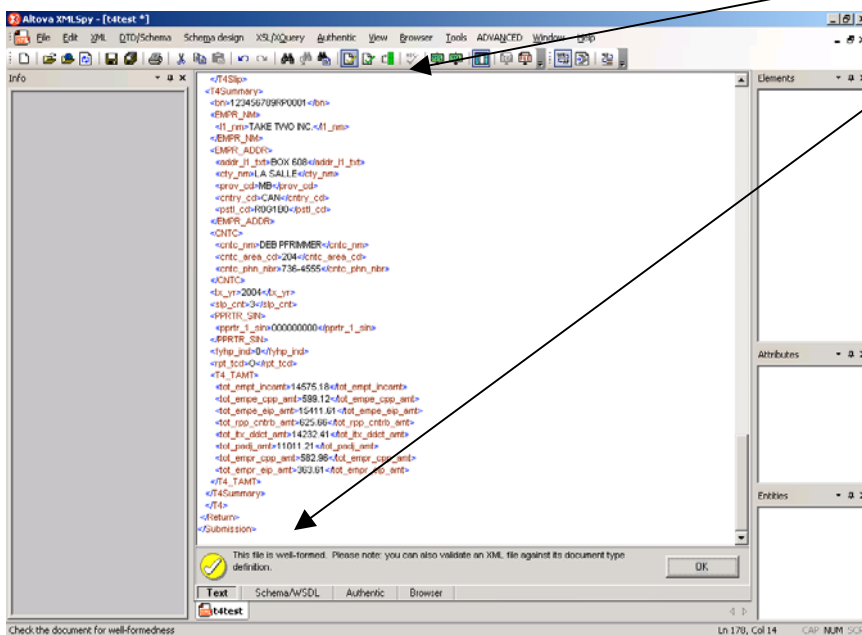 Altova XMLSpy - [t4test *]
File Edit XML DTD/Schema Schema design XSL/XQuery Authentic View Browser Tools ADVANCED Window Help
Info
Elements
</T4Slip>
<T4Summary>
<bn>123456709RP0001</bn>
<EMPR_NM>
<l1_nm>TAKE TWO INC.</l1_nm>
</EMPR_NM>
<EMPR_ADDR>
<addr_l1_txt>BOX 608</addr_l1_txt>
<cty_nm>LA SALLE</cty_nm>
<prov_cd>MB</prov_cd>
<cntry_cd>CAN</cntry_cd>
<pstl_cd>R0G1B0</pstl_cd>
</EMPR_ADDR>
<CNTC>
<cntc_nm>DEB PFRIMMER</cntc_nm>
<cntc_area_cd>204</cntc_area_cd>
<cntc_phn_nbr>736-4555</cntc_phn_nbr>
</CNTC>
<tx_yr>2004</tx_yr>
<slp_cnt>3</slp_cnt>
<PPRTR_SIN>
<pprtr_1_sin>000000000</pprtr_1_sin>
</PPRTR_SIN>
<fyhp_ind>0</fyhp_ind>
<rpt_tcd>O</rpt_tcd>
<T4_TAMT>
<tot_empt_incamt>14575.18</tot_empt_incamt>
<tot_empe_cpp_amt>599.12</tot_empe_cpp_amt>
<tot_empe_eip_amt>15411.61</tot_empe_eip_amt>
<tot_rpp_cntrb_amt>625.66</tot_rpp_cntrb_amt>
<tot_itx_ddct_amt>14232.41</tot_itx_ddct_amt>
<tot_padj_amt>11011.21</tot_padj_amt>
<tot_empr_cpp_amt>582.96</tot_empr_cpp_amt>
<tot_empr_eip_amt>363.61</tot_empr_eip_amt>
</T4_TAMT>
</T4Summary>
</T4>
</Return>
</Submission>
Attributes
Entities
This file is well-formed. Please note: you can also validate an XML file against its document type
definition.
OK
Text Schema/WSDL Authentic Browser
t4test
Check the document for well-formedness
Ln 178, Col 14 CAP NUM SCR